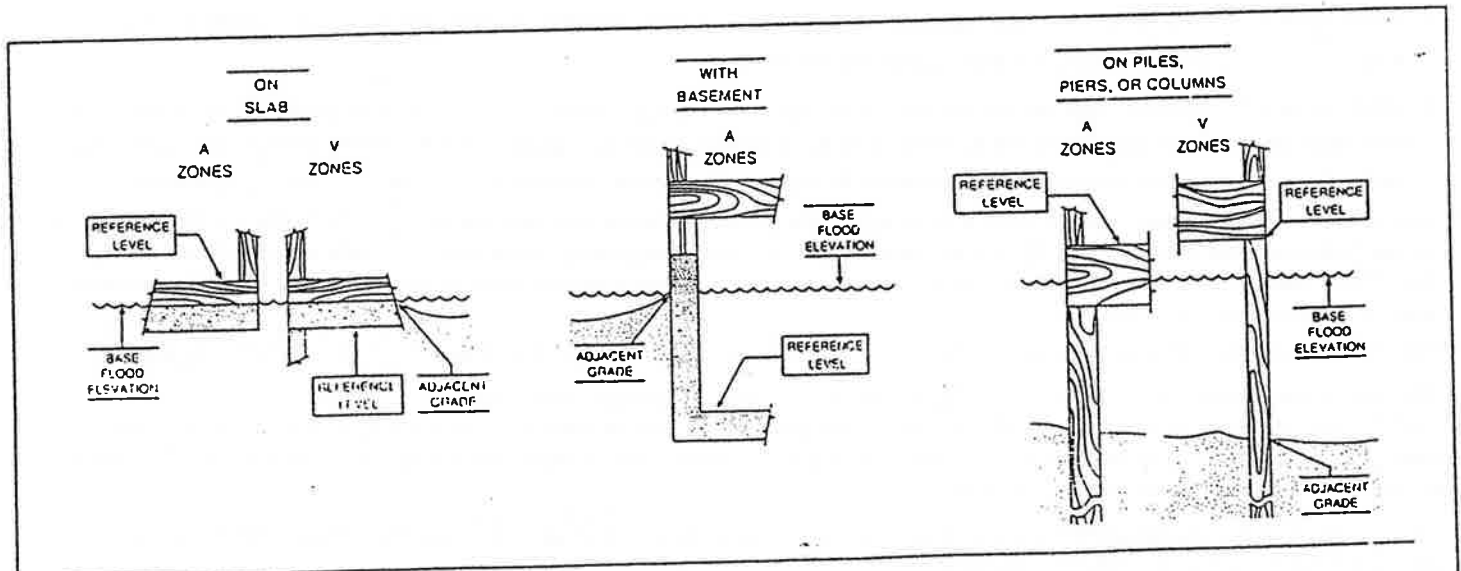 ON
SLAB
A
ZONES
V
ZONES
REFERENCE
LEVEL
BASE
FLOOD
ELEVATION
REFERENCE
LEVEL
ADJACENT
GRADE
WITH
BASEMENT
A
ZONES
BASE
FLOOD
ELEVATION
ADJACENT
GRADE
REFERENCE
LEVEL
ON PILES,
PIERS, OR COLUMNS
A
ZONES
V
ZONES
REFERENCE
LEVEL
REFERENCE
LEVEL
BASE
FLOOD
ELEVATION
ADJACENT
GRADE